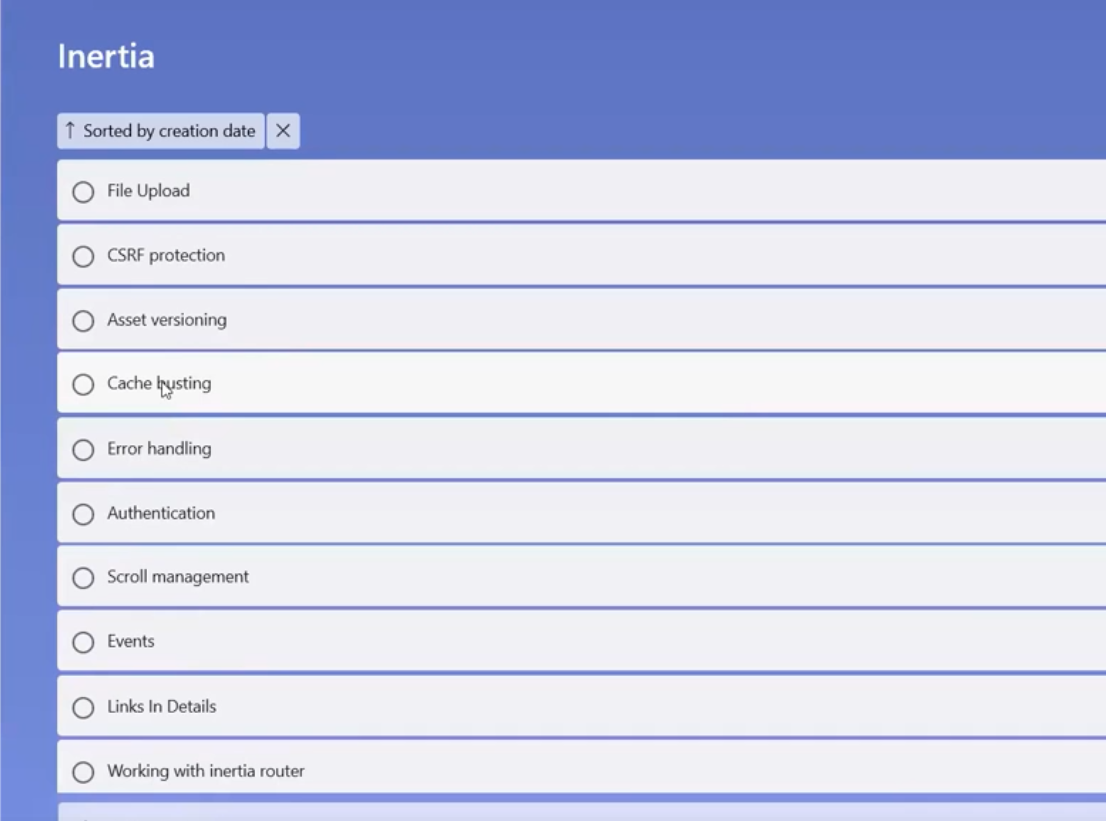 Inertia
↑ Sorted by creation date ×
File Upload
CSRF protection
Asset versioning
Cache busting
Error handling
Authentication
Scroll management
Events
Links In Details
Working with inertia router